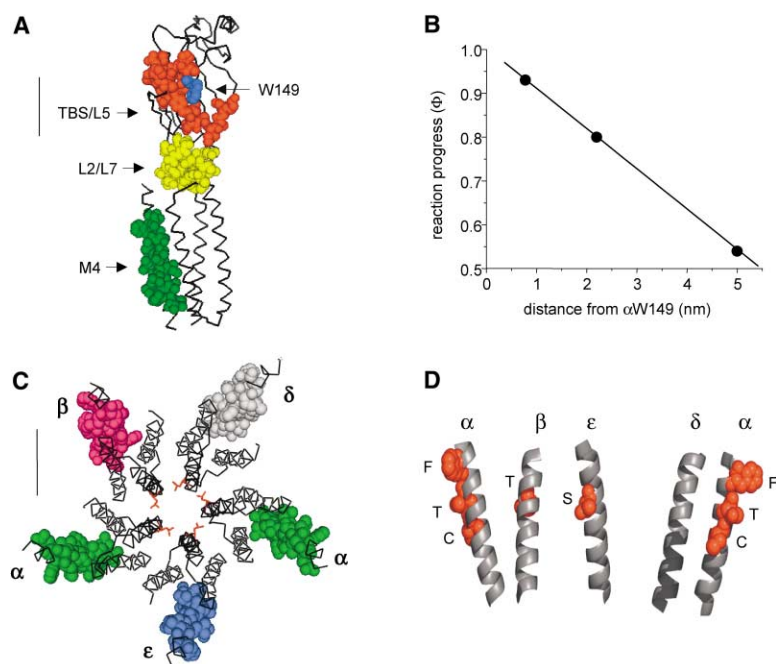 A
W149
TBS/L5
L2/L7
M4
B
1.0
0.9
0.8
0.7
0.6
0.5
reaction progress (Φ)
0 1 2 3 4 5
distance from αW149 (nm)
C
β
δ
α
α
ε
D
α β ε δ α
F
T
C
T
S
F
T
C